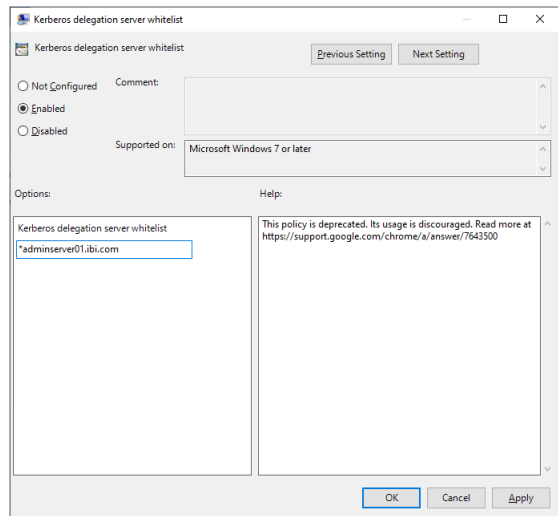 Kerberos delegation server whitelist
Kerberos delegation server whitelist
Previous Setting
Next Setting
Not Configured
Comment:
Enabled
Disabled
Supported on:
Microsoft Windows 7 or later
Options:
Help:
Kerberos delegation server whitelist
*adminserver01.ibi.com
This policy is deprecated. Its usage is discouraged. Read more at
https://support.google.com/chrome/a/answer/7643500
OK
Cancel
Apply